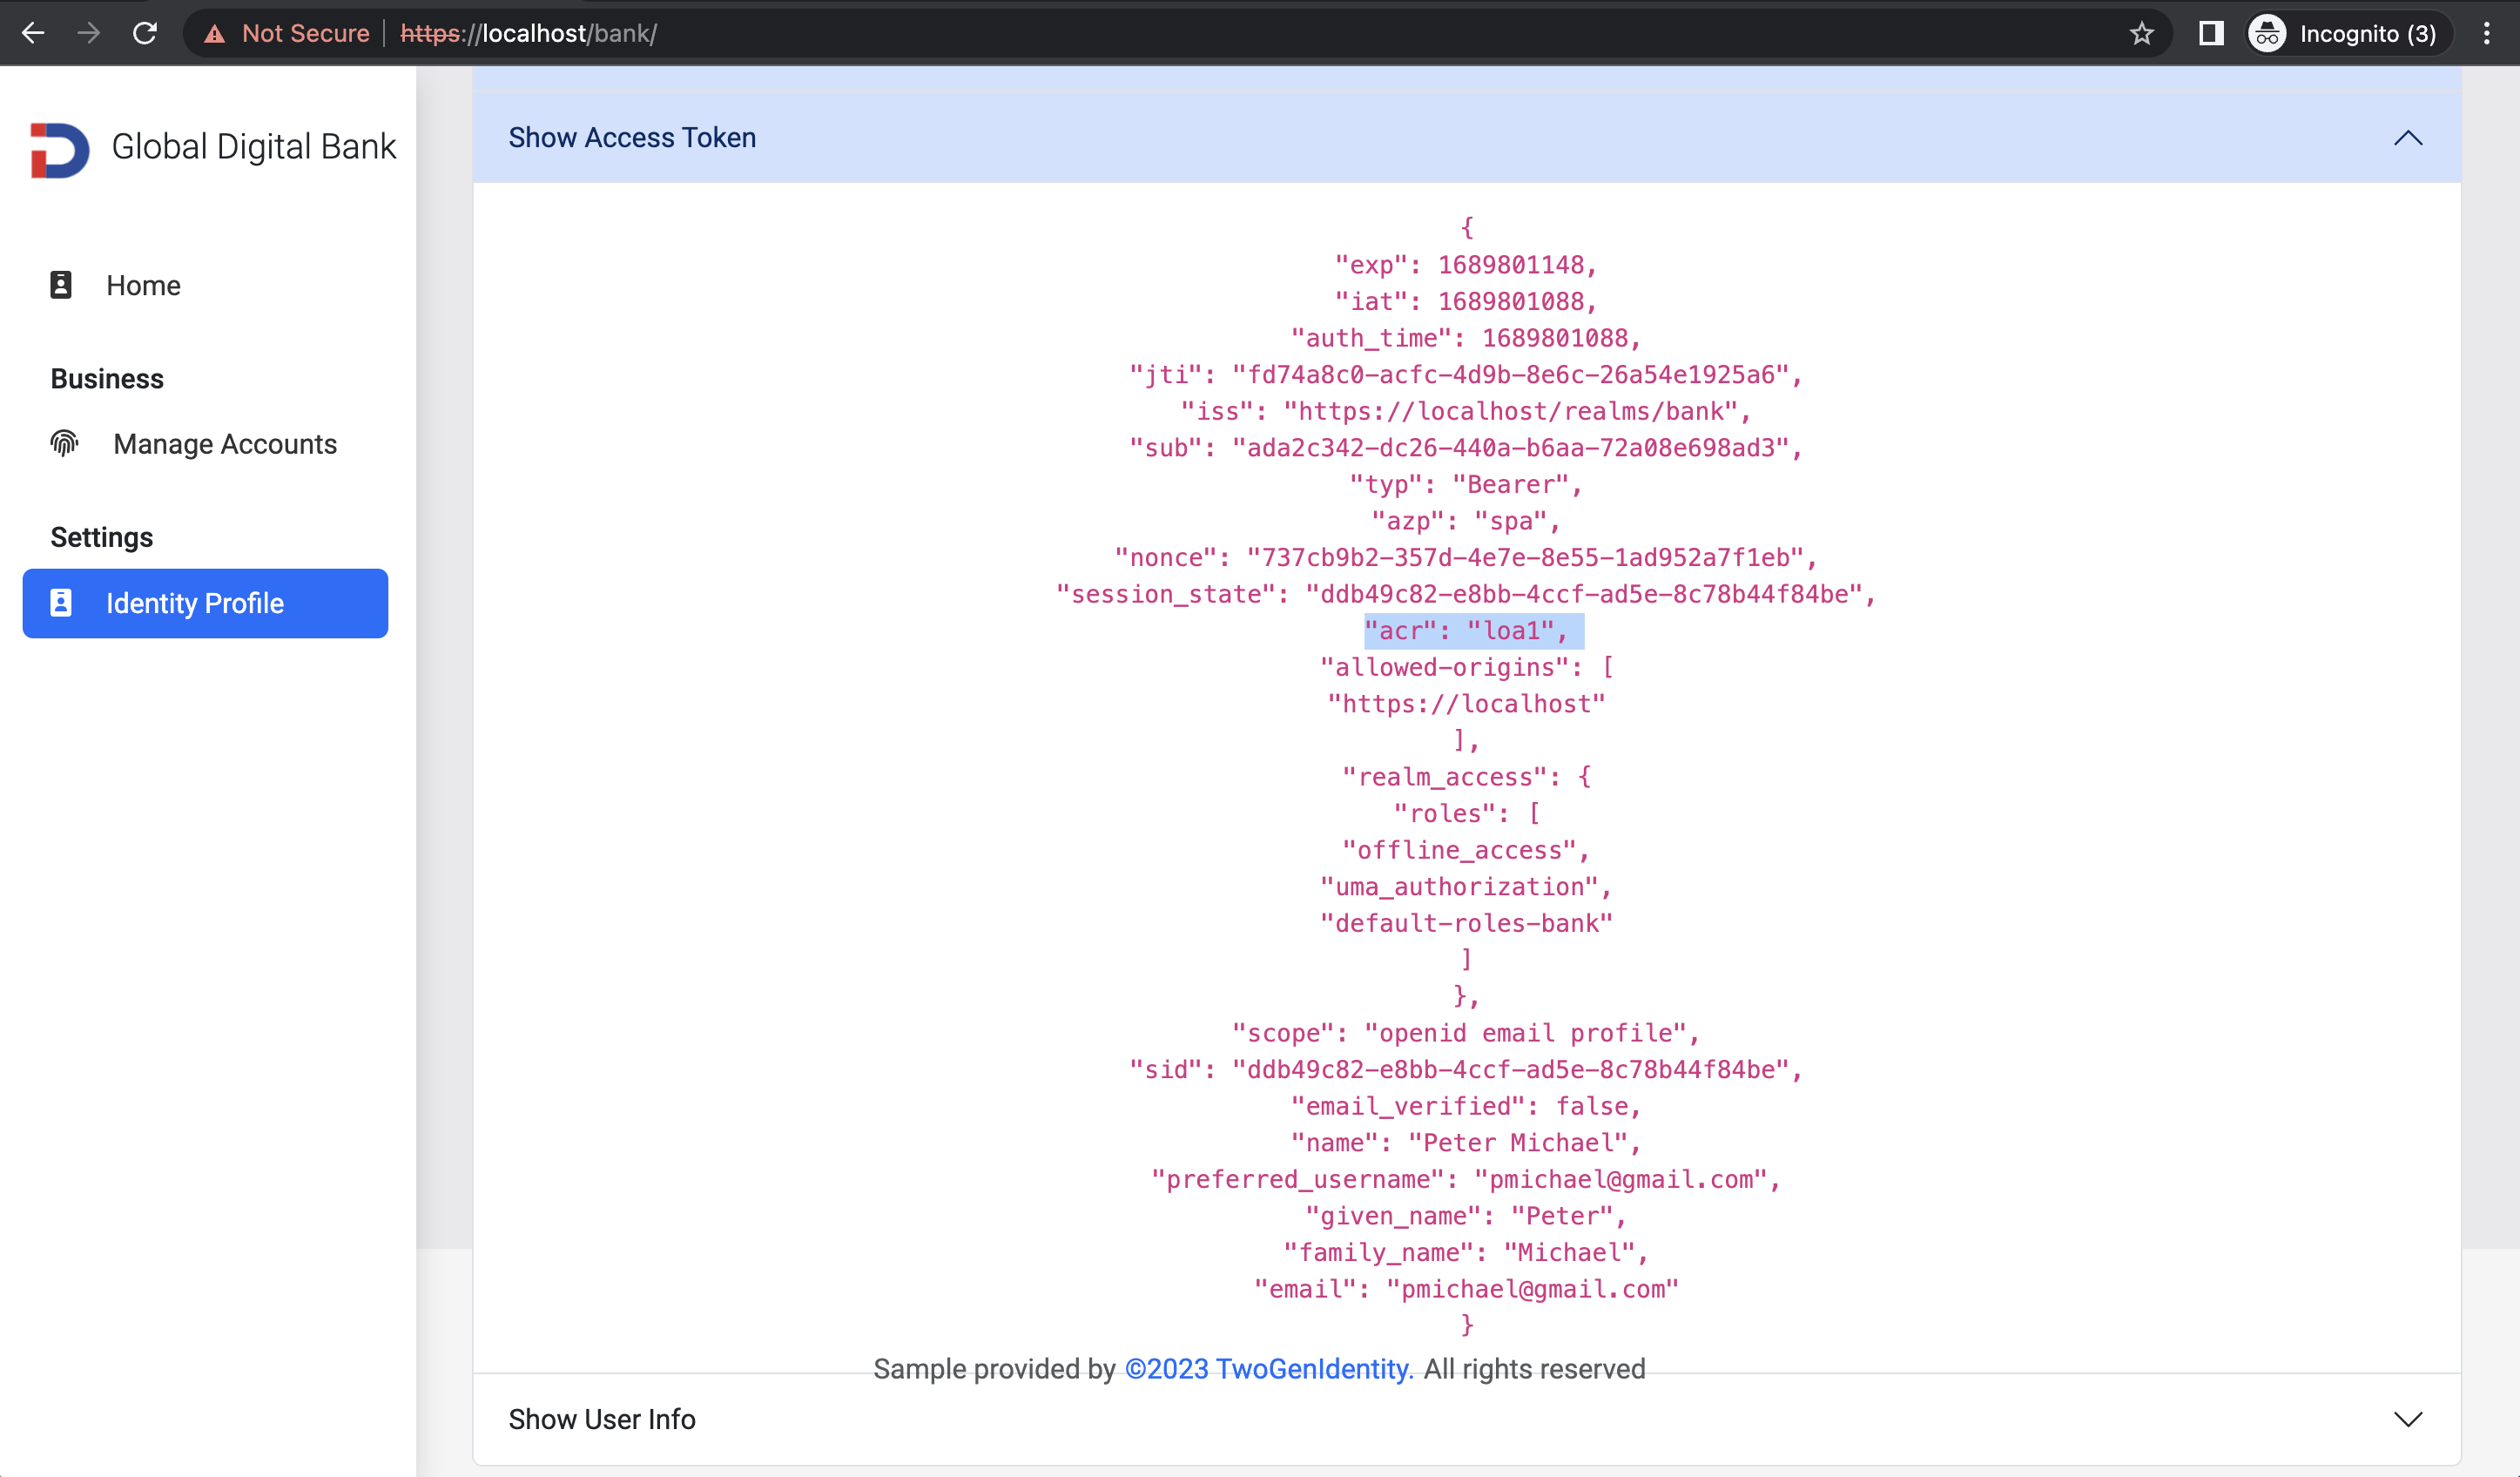 Not Secure https://localhost/bank/
Incognito (3)
Global Digital Bank
Home
Business
Manage Accounts
Settings
Identity Profile
Show Access Token
{
"exp": 1689801148,
"iat": 1689801088,
"auth_time": 1689801088,
"jti": "fd74a8c0-acfc-4d9b-8e6c-26a54e1925a6",
"iss": "https://localhost/realms/bank",
"sub": "ada2c342-dc26-440a-b6aa-72a08e698ad3",
"typ": "Bearer",
"azp": "spa",
"nonce": "737cb9b2-357d-4e7e-8e55-1ad952a7f1eb",
"session_state": "ddb49c82-e8bb-4ccf-ad5e-8c78b44f84be",
"acr": "loa1",
"allowed-origins": [
"https://localhost"
],
"realm_access": {
"roles": [
"offline_access",
"uma_authorization",
"default-roles-bank"
]
},
"scope": "openid email profile",
"sid": "ddb49c82-e8bb-4ccf-ad5e-8c78b44f84be",
"email_verified": false,
"name": "Peter Michael",
"preferred_username": "pmichael@gmail.com",
"given_name": "Peter",
"family_name": "Michael",
"email": "pmichael@gmail.com"
}
Sample provided by ©2023 TwoGenIdentity. All rights reserved
Show User Info